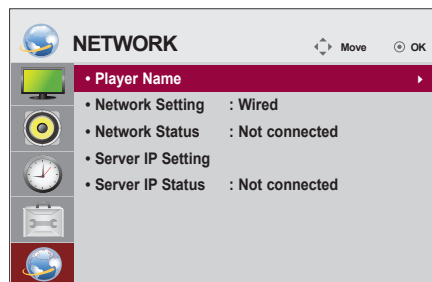 NETWORK Move OK
• Player Name
• Network Setting : Wired
• Network Status : Not connected
• Server IP Setting
• Server IP Status : Not connected